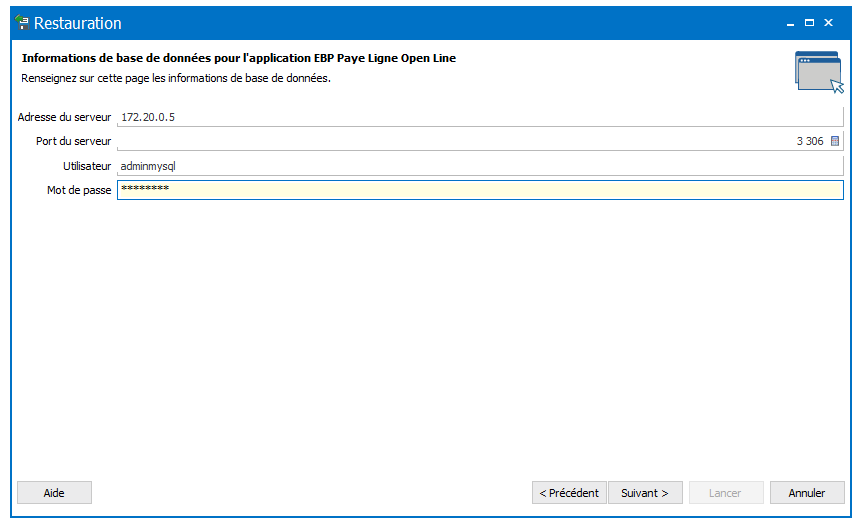 Restauration
Informations de base de données pour l'application EBP Paye Ligne Open Line
Renseignez sur cette page les informations de base de données.
Adresse du serveur 172.20.0.5
Port du serveur 3 306
Utilisateur adminmysql
Mot de passe ********
Aide < Précédent Suivant > Lancer Annuler